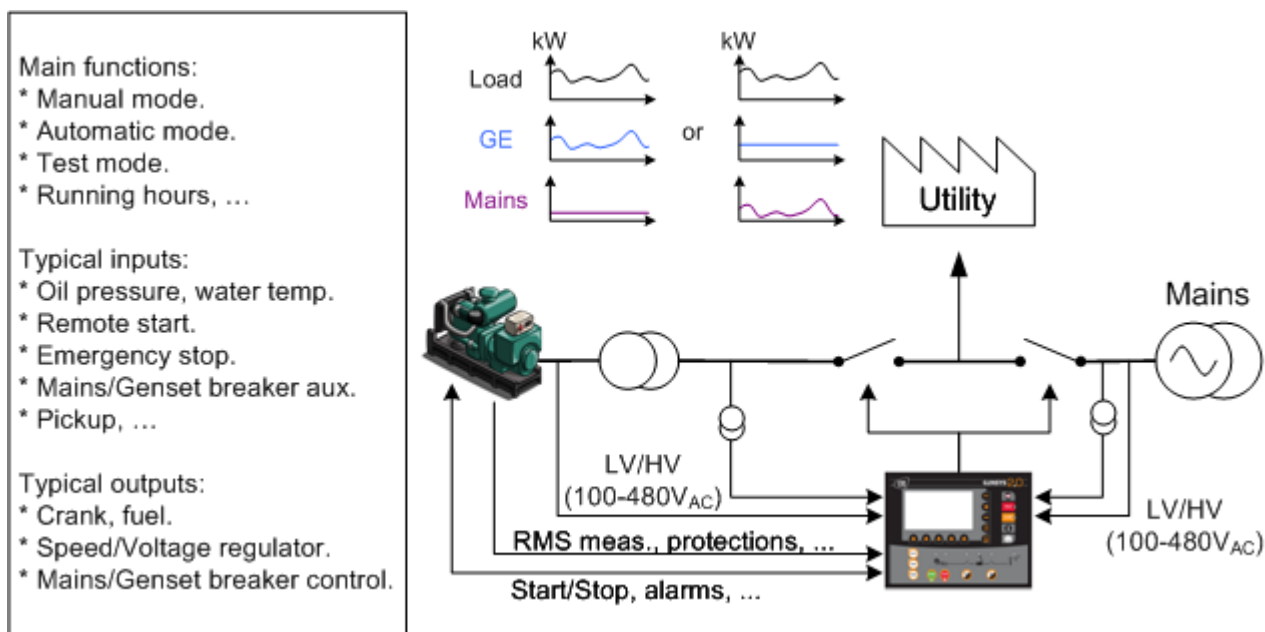 Main functions:
* Manual mode.
* Automatic mode.
* Test mode.
* Running hours, …
Typical inputs:
* Oil pressure, water temp.
* Remote start.
* Emergency stop.
* Mains/Genset breaker aux.
* Pickup, …
Typical outputs:
* Crank, fuel.
* Speed/Voltage regulator.
* Mains/Genset breaker control.
kW
kW
Load
GE
or
Mains
Utility
Mains
LV/HV
(100-480VAC)
LV/HV
(100-480VAC)
RMS meas., protections, ...
Start/Stop, alarms, ...